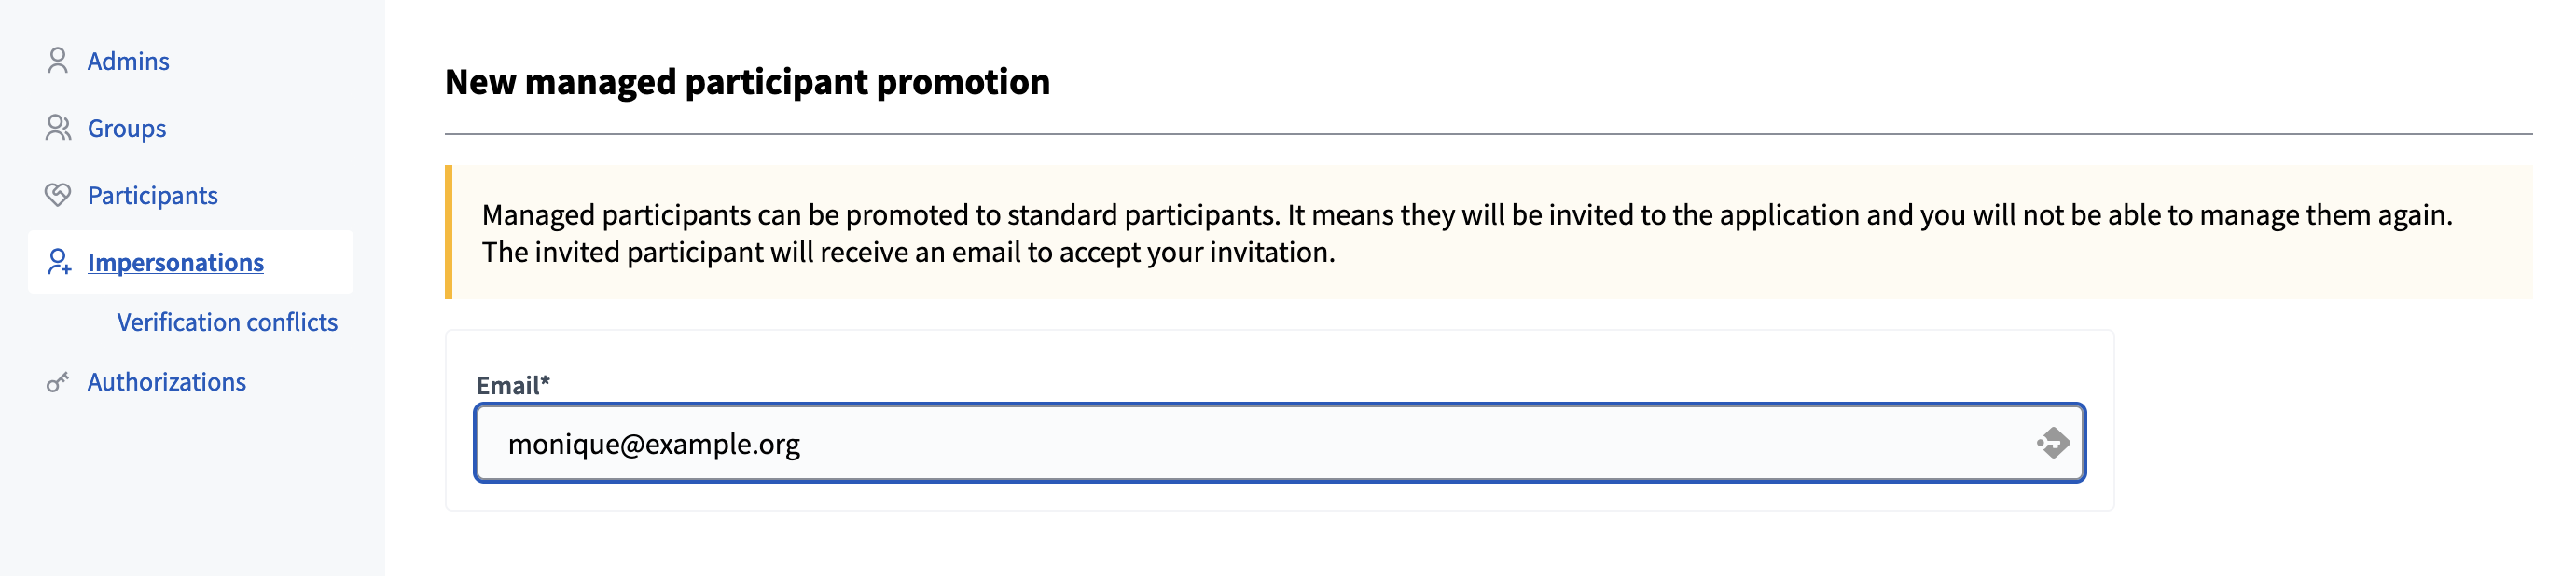 Admins
Groups
Participants
Impersonations
Verification conflicts
Authorizations
New managed participant promotion
Managed participants can be promoted to standard participants. It means they will be invited to the application and you will not be able to manage them again.
The invited participant will receive an email to accept your invitation.
Email*
monique@example.org